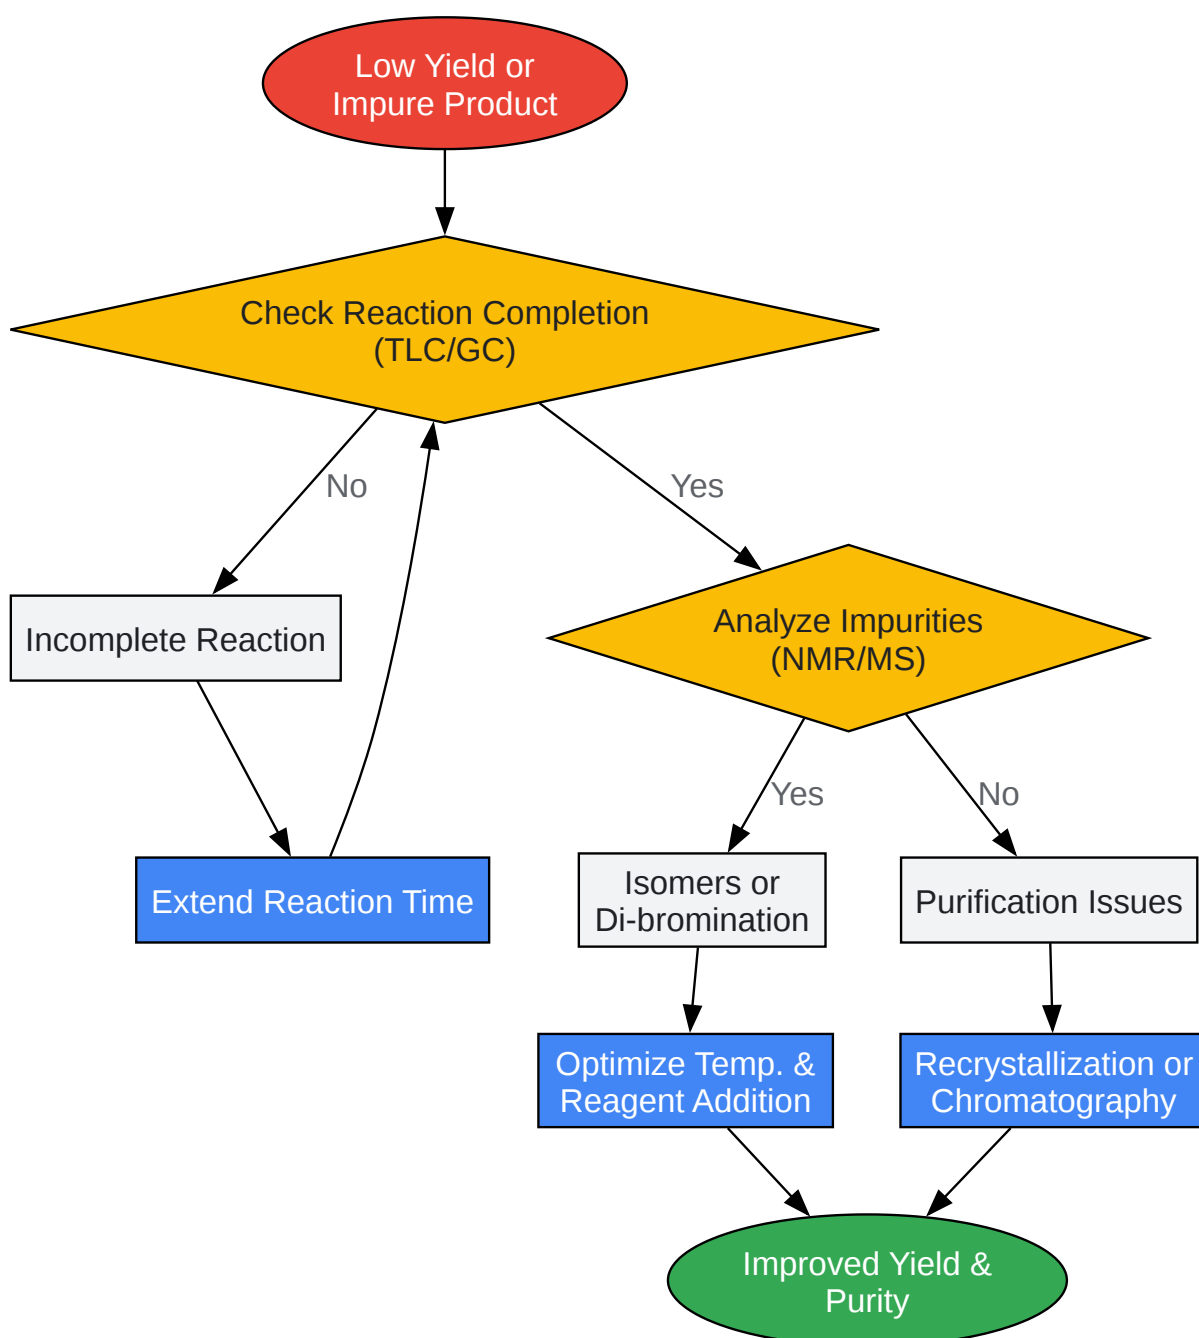 Low Yield or
Impure Product
Check Reaction Completion
(TLC/GC)
No
Yes
Incomplete Reaction
Analyze Impurities
(NMR/MS)
Yes
No
Extend Reaction Time
Isomers or
Di-bromination
Purification Issues
Optimize Temp. &
Reagent Addition
Recrystallization or
Chromatography
Improved Yield &
Purity